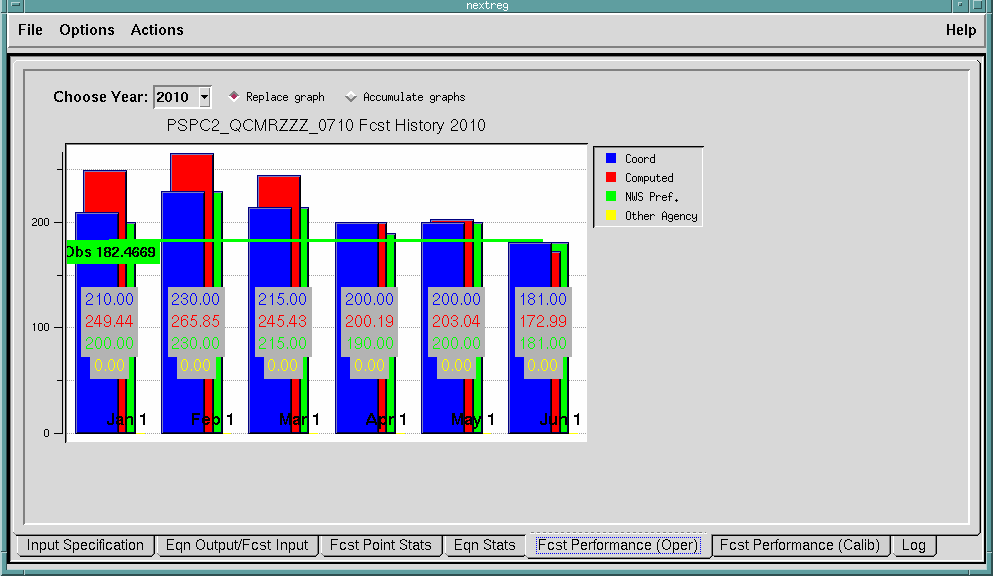 nextreg
File Options Actions Help
Choose Year: 2010 Replace graph Accumulate graphs
PSPC2_QCMRZZZ_0710 Fcst History 2010
Coord
Computed
NWS Pref.
Other Agency
200
100
0
Obs 182.4669
210.00 230.00 215.00 200.00 200.00 181.00
249.44 265.85 245.43 200.19 203.04 172.99
200.00 230.00 215.00 190.00 200.00 181.00
0.00 0.00 0.00 0.00 0.00 0.00
Jan 1 Feb 1 Mar 1 Apr 1 May 1 Jun 1
Input Specification Eqn Output/Fcst Input Fcst Point Stats Eqn Stats Fcst Performance (Oper) Fcst Performance (Calib) Log